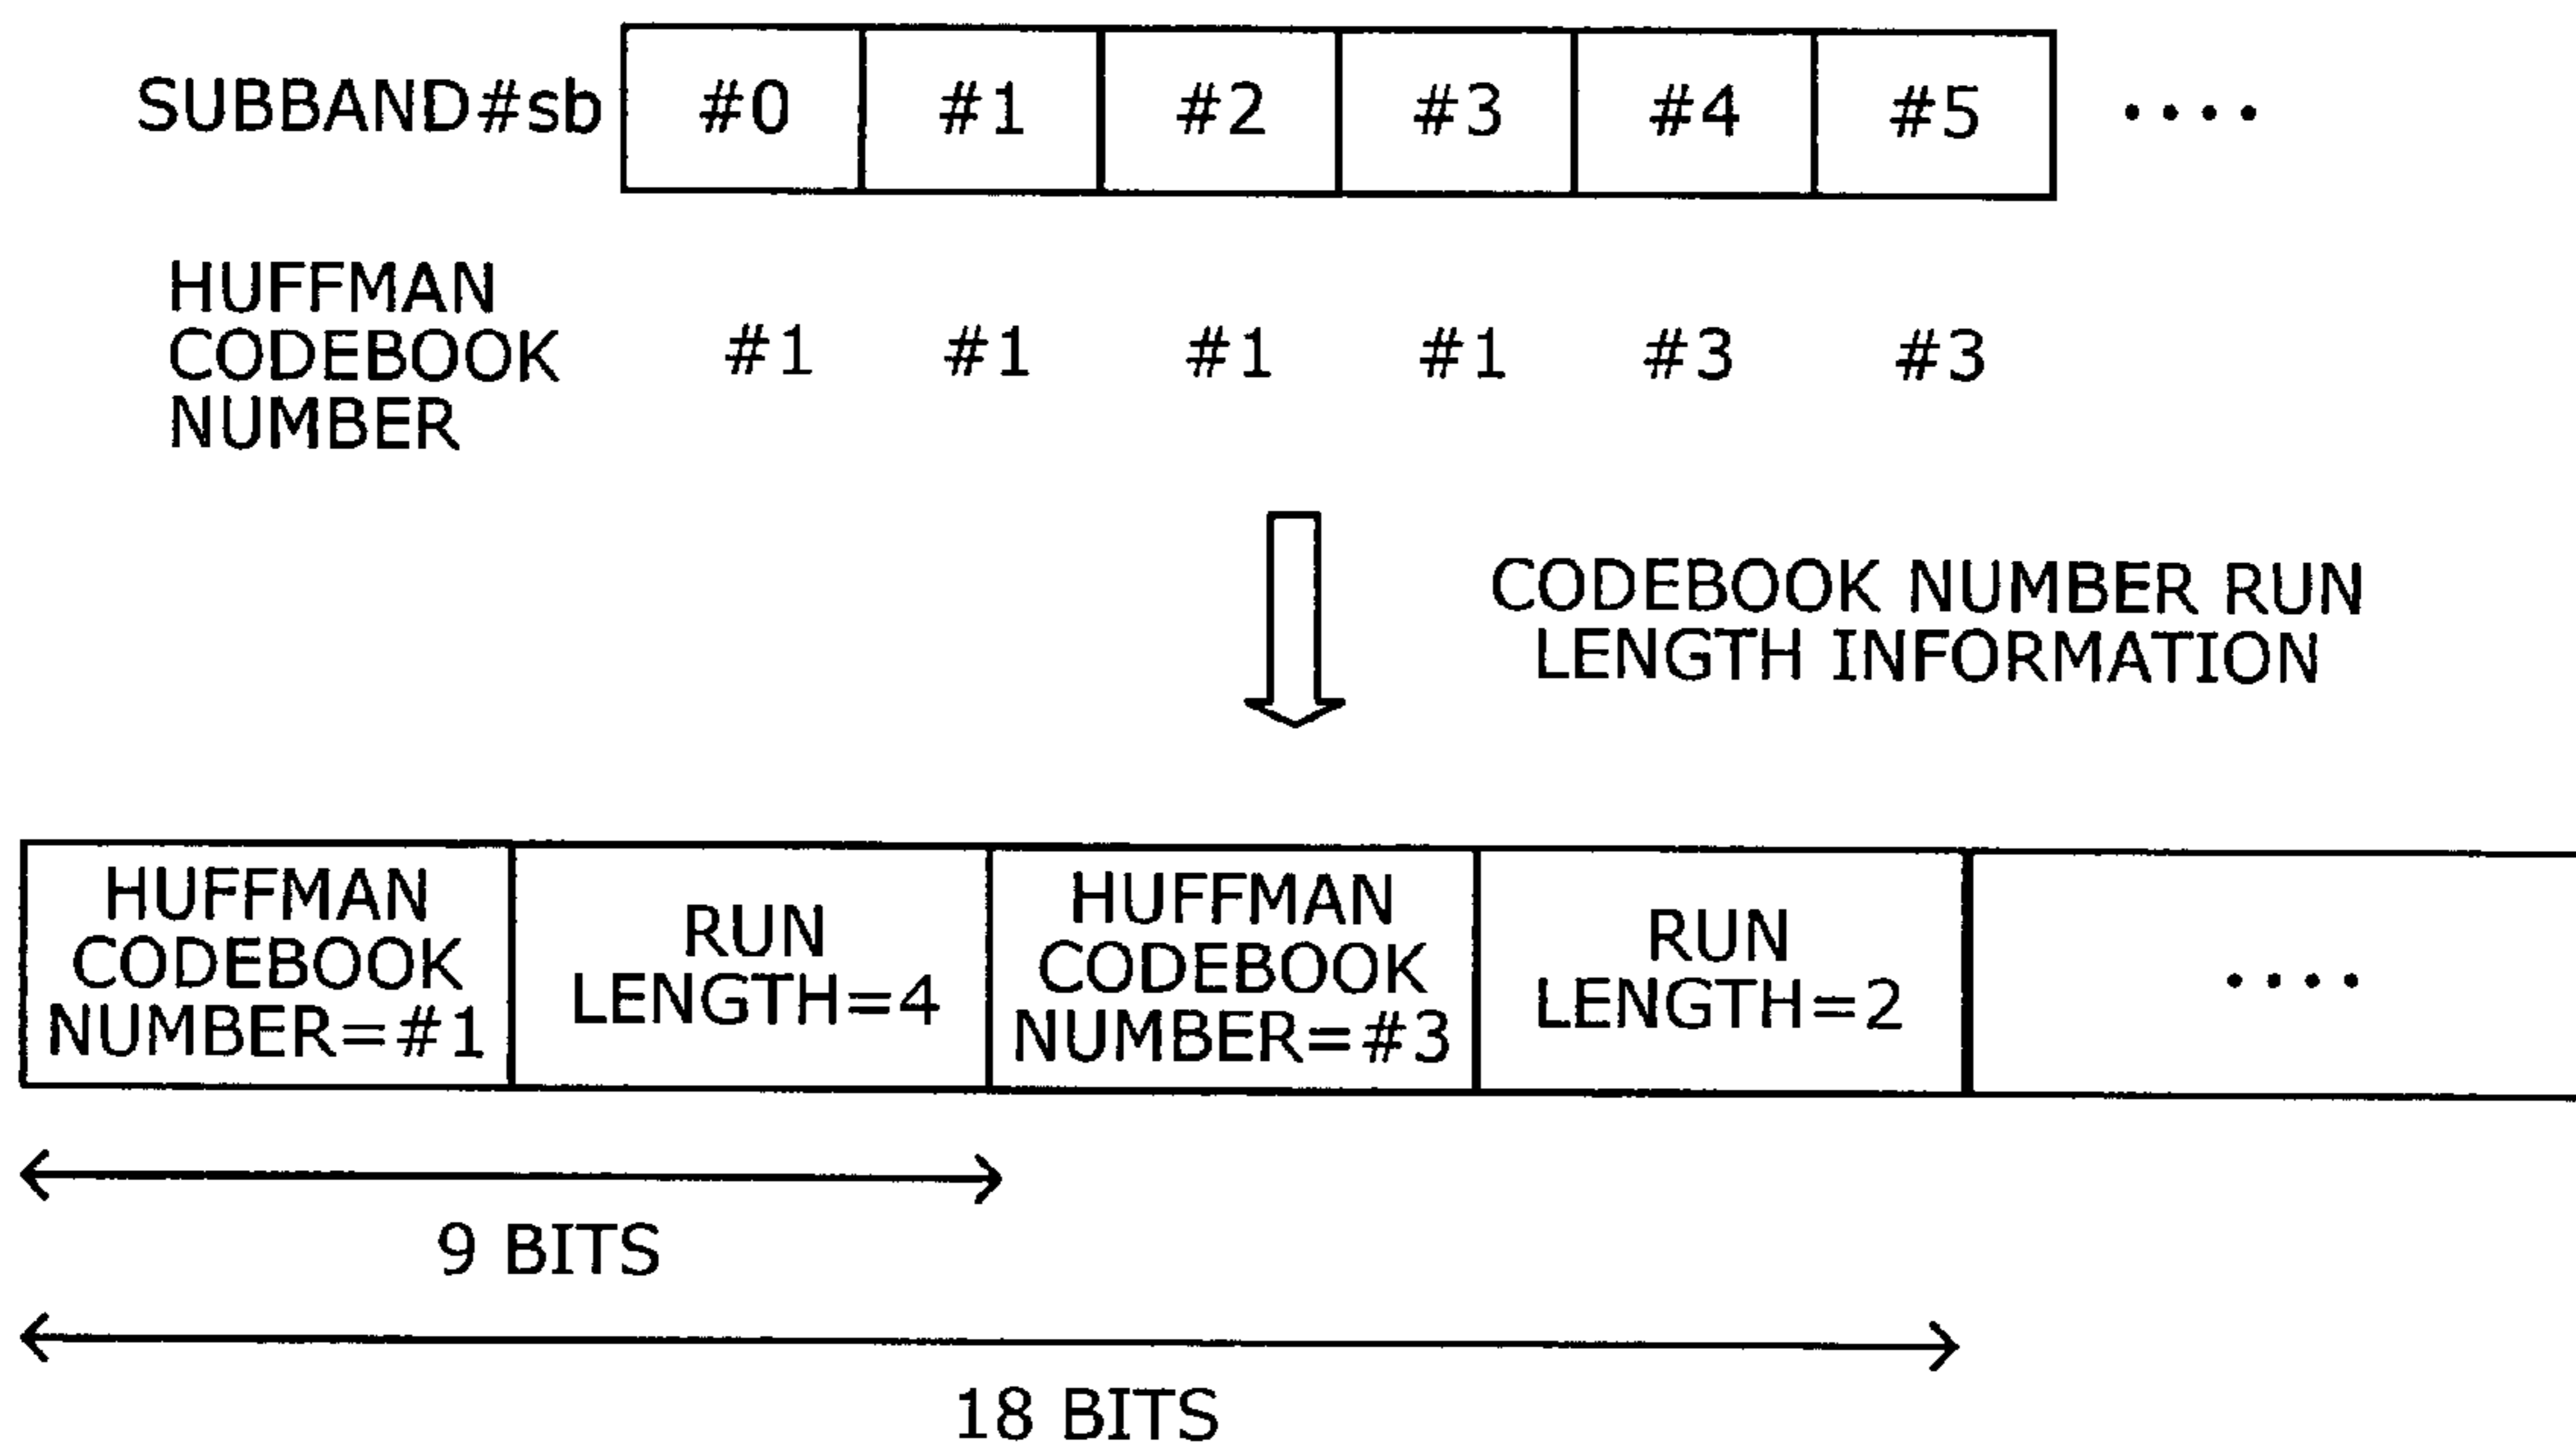 SUBBAND#sb #0 #1 #2 #3 #4 #5 ····
HUFFMAN
CODEBOOK
NUMBER
#1 #1 #1 #1 #3 #3
CODEBOOK NUMBER RUN
LENGTH INFORMATION
HUFFMAN
CODEBOOK
NUMBER=#1
RUN
LENGTH=4
HUFFMAN
CODEBOOK
NUMBER=#3
RUN
LENGTH=2
····
9 BITS
18 BITS